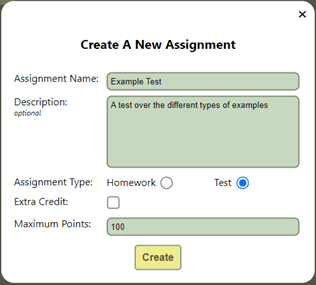 ×
Create A New Assignment
Assignment Name: Example Test
Description: A test over the different types of examples
optional
Assignment Type: Homework Test
Extra Credit:
Maximum Points: 100
Create